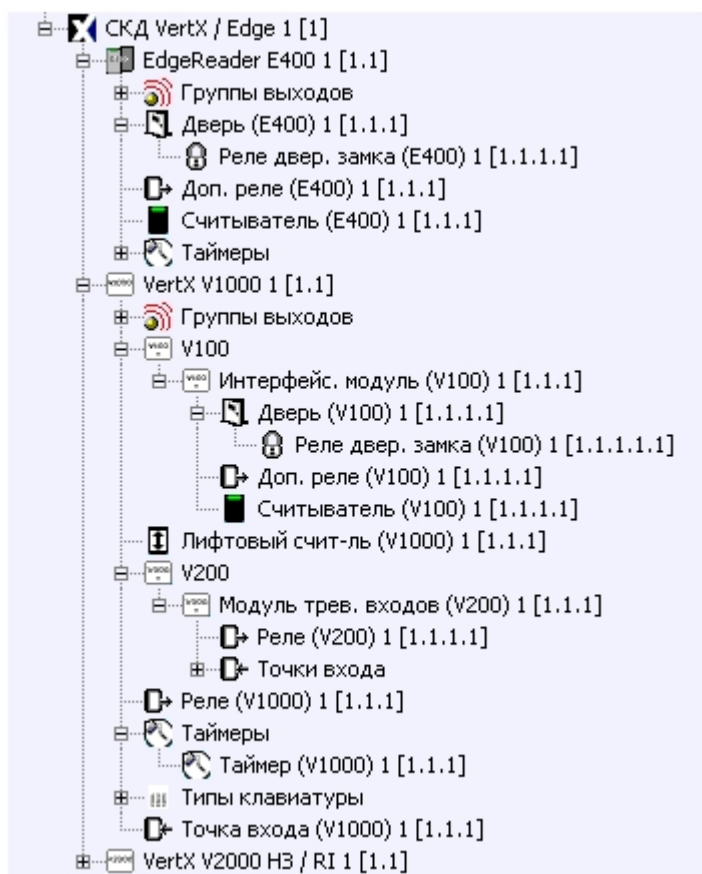 СКД VertX / Edge 1 [1]
EdgeReader E400 1 [1.1]
Группы выходов
Дверь (E400) 1 [1.1.1]
Реле двер. замка (E400) 1 [1.1.1.1]
Доп. реле (E400) 1 [1.1.1]
Считыватель (E400) 1 [1.1.1]
Таймеры
VertX V1000 1 [1.1]
Группы выходов
V100
Интерфейс. модуль (V100) 1 [1.1.1]
Дверь (V100) 1 [1.1.1.1]
Реле двер. замка (V100) 1 [1.1.1.1.1]
Доп. реле (V100) 1 [1.1.1.1]
Считыватель (V100) 1 [1.1.1.1]
Лифтовый счит-ль (V1000) 1 [1.1.1]
V200
Модуль трев. входов (V200) 1 [1.1.1]
Реле (V200) 1 [1.1.1.1]
Точки входа
Реле (V1000) 1 [1.1.1]
Таймеры
Таймер (V1000) 1 [1.1.1]
Типы клавиатуры
Точка входа (V1000) 1 [1.1.1]
VertX V2000 НЗ / RI 1 [1.1]